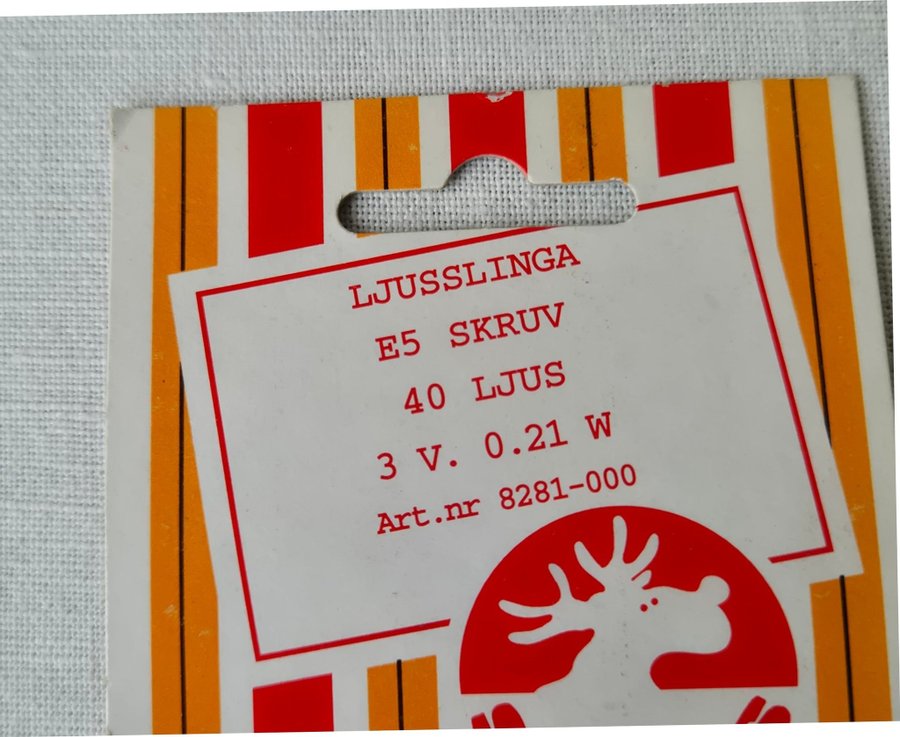 LJUSSLINGA
E5 SKRUV
40 LJUS
3 V. 0.21 W
Art.nr 8281-000